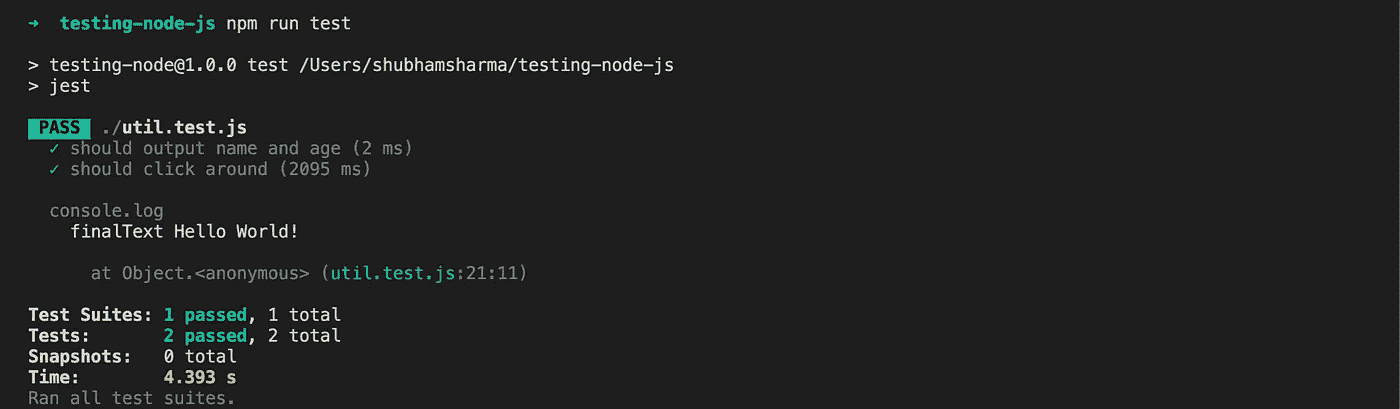 ➜ testing-node-js npm run test
> testing-node@1.0.0 test /Users/shubhamsharma/testing-node-js
> jest
PASS ./util.test.js
✓ should output name and age (2 ms)
✓ should click around (2095 ms)
console.log
finalText Hello World!
at Object.<anonymous> (util.test.js:21:11)
Test Suites: 1 passed, 1 total
Tests: 2 passed, 2 total
Snapshots: 0 total
Time: 4.393 s
Ran all test suites.